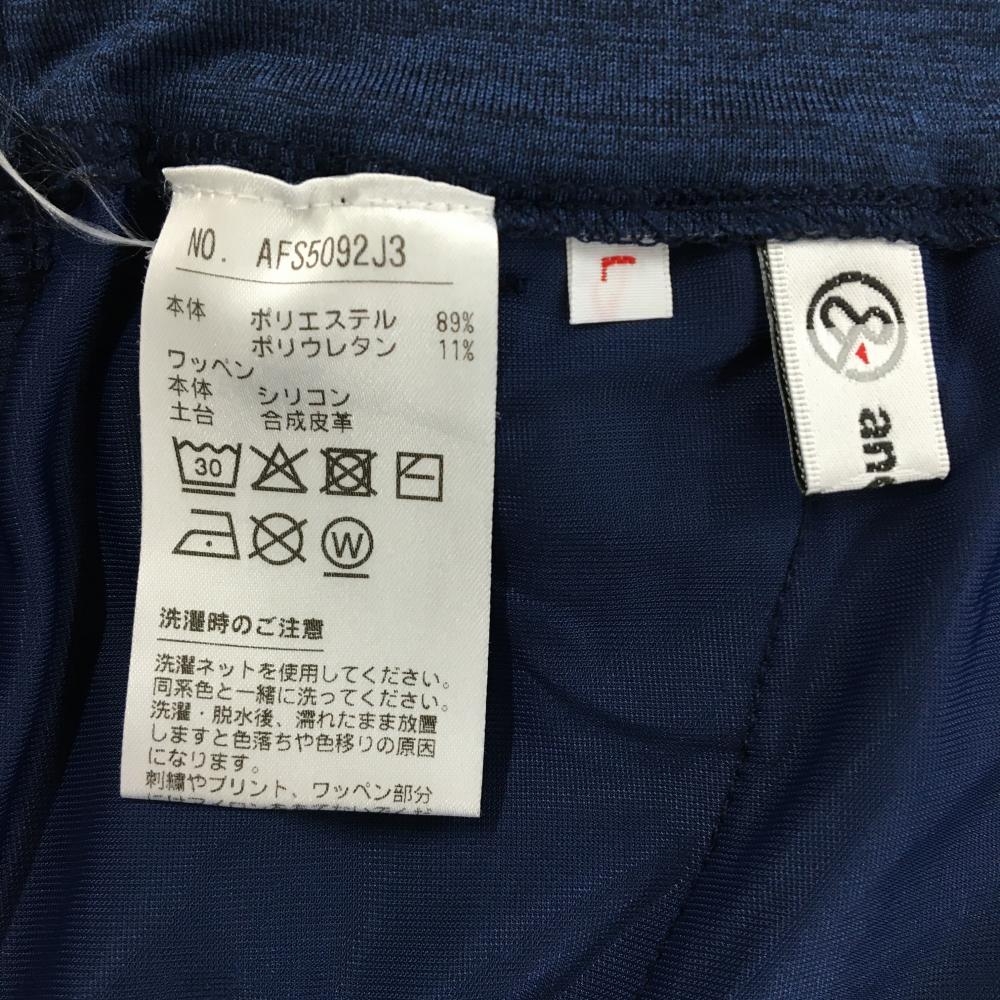 NO. AFS5092J3
本体 ポリエステル 89%
ポリウレタン 11%
ワッペン
本体 シリコン
土台 合成皮革
30
W
洗濯時のご注意
洗濯ネットを使用してください。
同系色と一緒に洗ってください。
洗濯・脱水後、濡れたまま放置
しますと色落ちや色移りの原因
になります。
刺繍やプリント、ワッペン部分
L
an